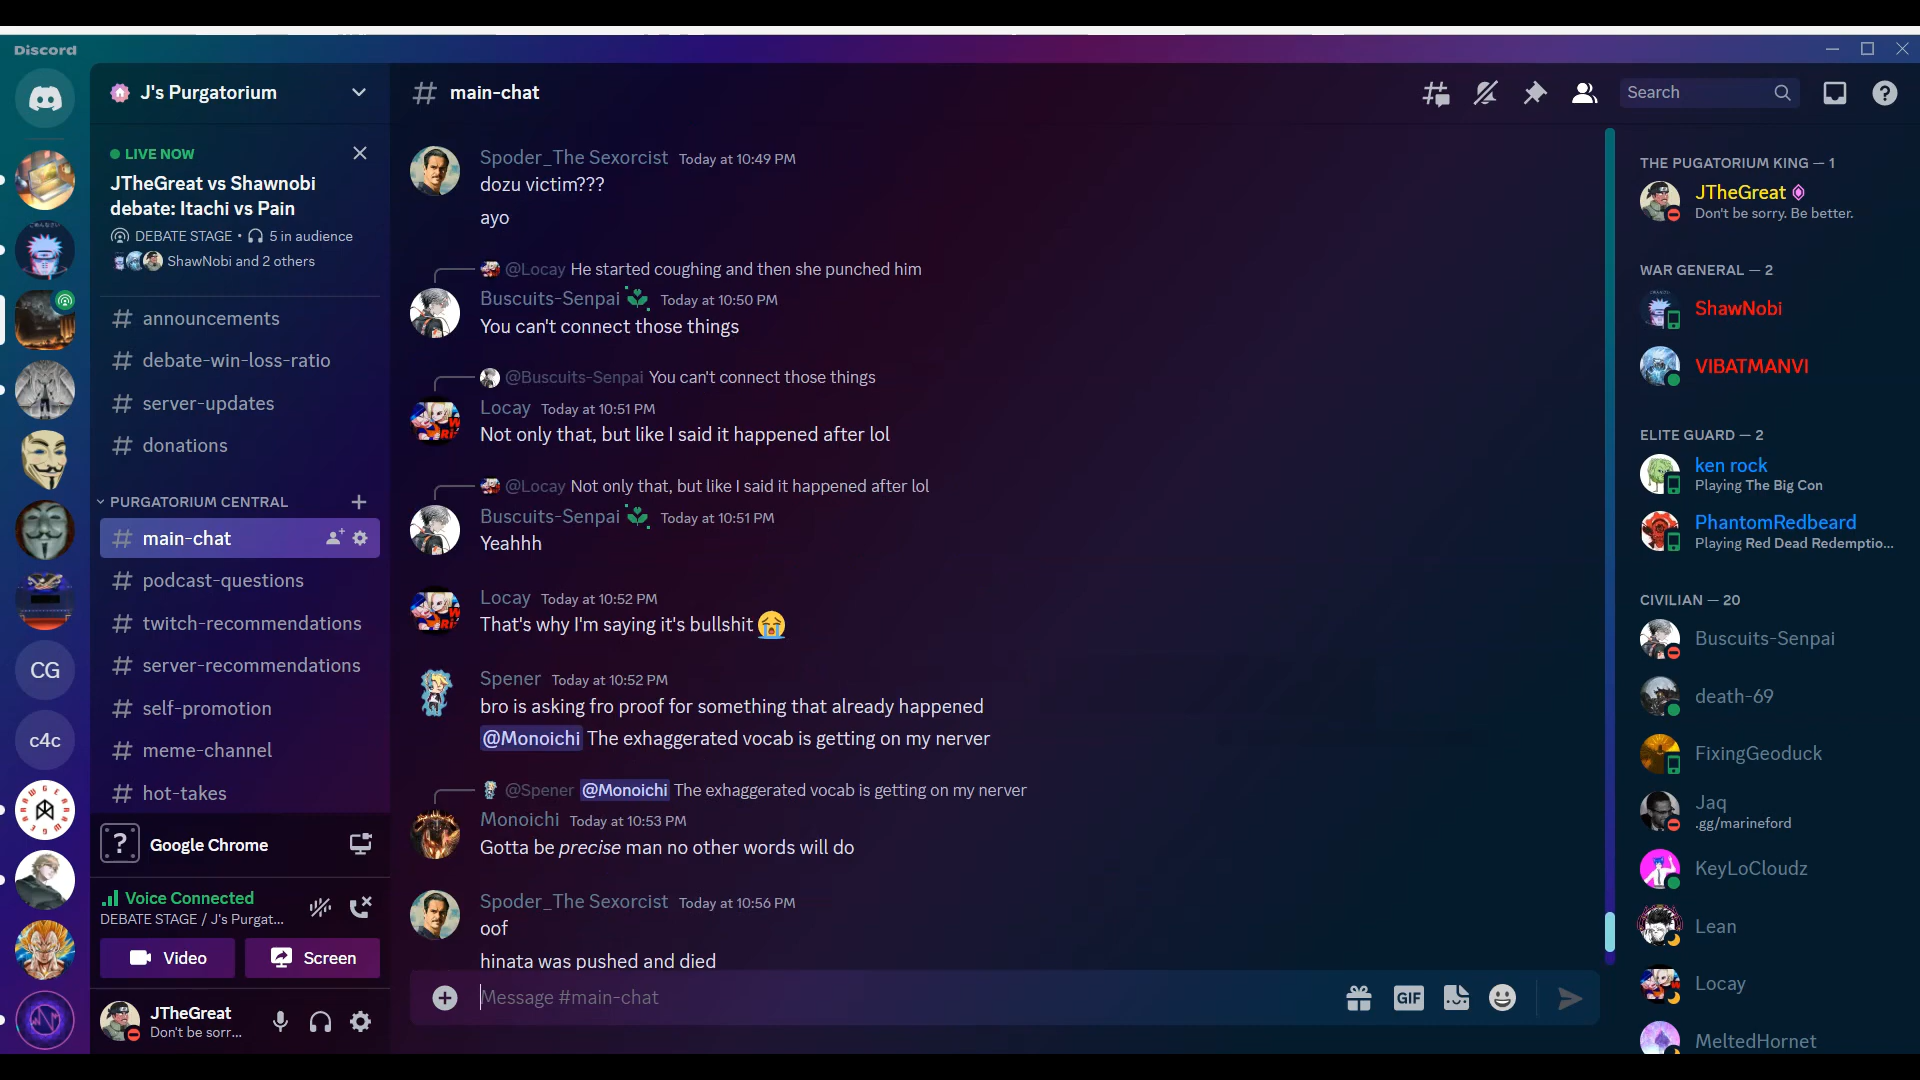 Discord
J's Purgatorium
LIVE NOW
JTheGreat vs Shawnobi
debate: Itachi vs Pain
DEBATE STAGE • 5 in audience
ShawNobi and 2 others
announcements
debate-win-loss-ratio
server-updates
donations
PURGATORIUM CENTRAL
main-chat
podcast-questions
twitch-recommendations
server-recommendations
self-promotion
meme-channel
hot-takes
CG
c4c
? Google Chrome
Voice Connected
DEBATE STAGE / J's Purgat...
Video
Screen
JTheGreat
Don't be sorr...
main-chat
Search
Spoder_The Sexorcist Today at 10:49 PM
dozu victim???
ayo
@Locay He started coughing and then she punched him
Buscuits-Senpai Today at 10:50 PM
You can't connect those things
@Buscuits-Senpai You can't connect those things
Locay Today at 10:51 PM
Not only that, but like I said it happened after lol
@Locay Not only that, but like I said it happened after lol
Buscuits-Senpai Today at 10:51 PM
Yeahhh
Locay Today at 10:52 PM
That's why I'm saying it's bullshit 😭
Spener Today at 10:52 PM
bro is asking fro proof for something that already happened
@Monoichi The exhaggerated vocab is getting on my nerver
@Spener @Monoichi The exhaggerated vocab is getting on my nerver
Monoichi Today at 10:53 PM
Gotta be precise man no other words will do
Spoder_The Sexorcist Today at 10:56 PM
oof
hinata was pushed and died
Message #main-chat
GIF
THE PUGATORIUM KING — 1
JTheGreat
Don't be sorry. Be better.
WAR GENERAL — 2
ShawNobi
VIBATMANVI
ELITE GUARD — 2
ken rock
Playing The Big Con
PhantomRedbeard
Playing Red Dead Redemptio...
CIVILIAN — 20
Buscuits-Senpai
death-69
FixingGeoduck
Jaq
.gg/marineford
KeyLoCloudz
Lean
Locay
MeltedHornet